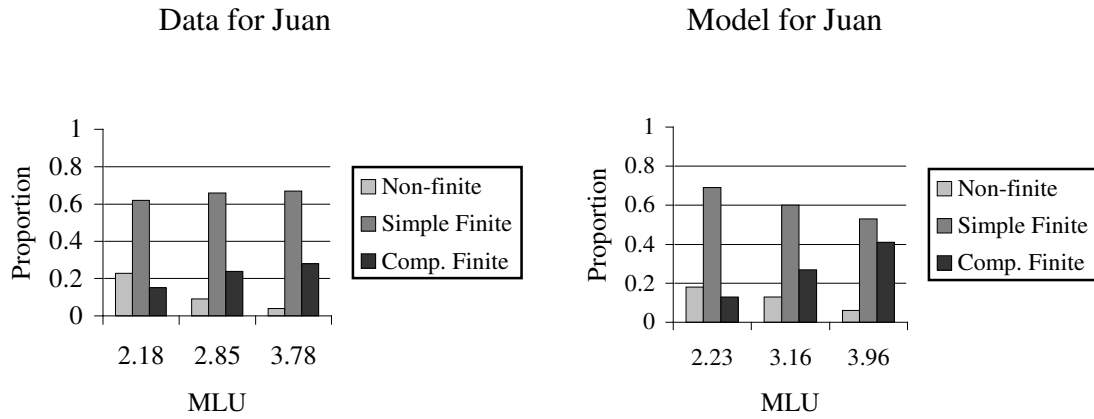 Data for Juan
1
0.8
0.6
0.4
0.2
0
Proportion
2.18 2.85 3.78
MLU
Non-finite
Simple Finite
Comp. Finite
Model for Juan
1
0.8
0.6
0.4
0.2
0
Proportion
2.23 3.16 3.96
MLU
Non-finite
Simple Finite
Comp. Finite